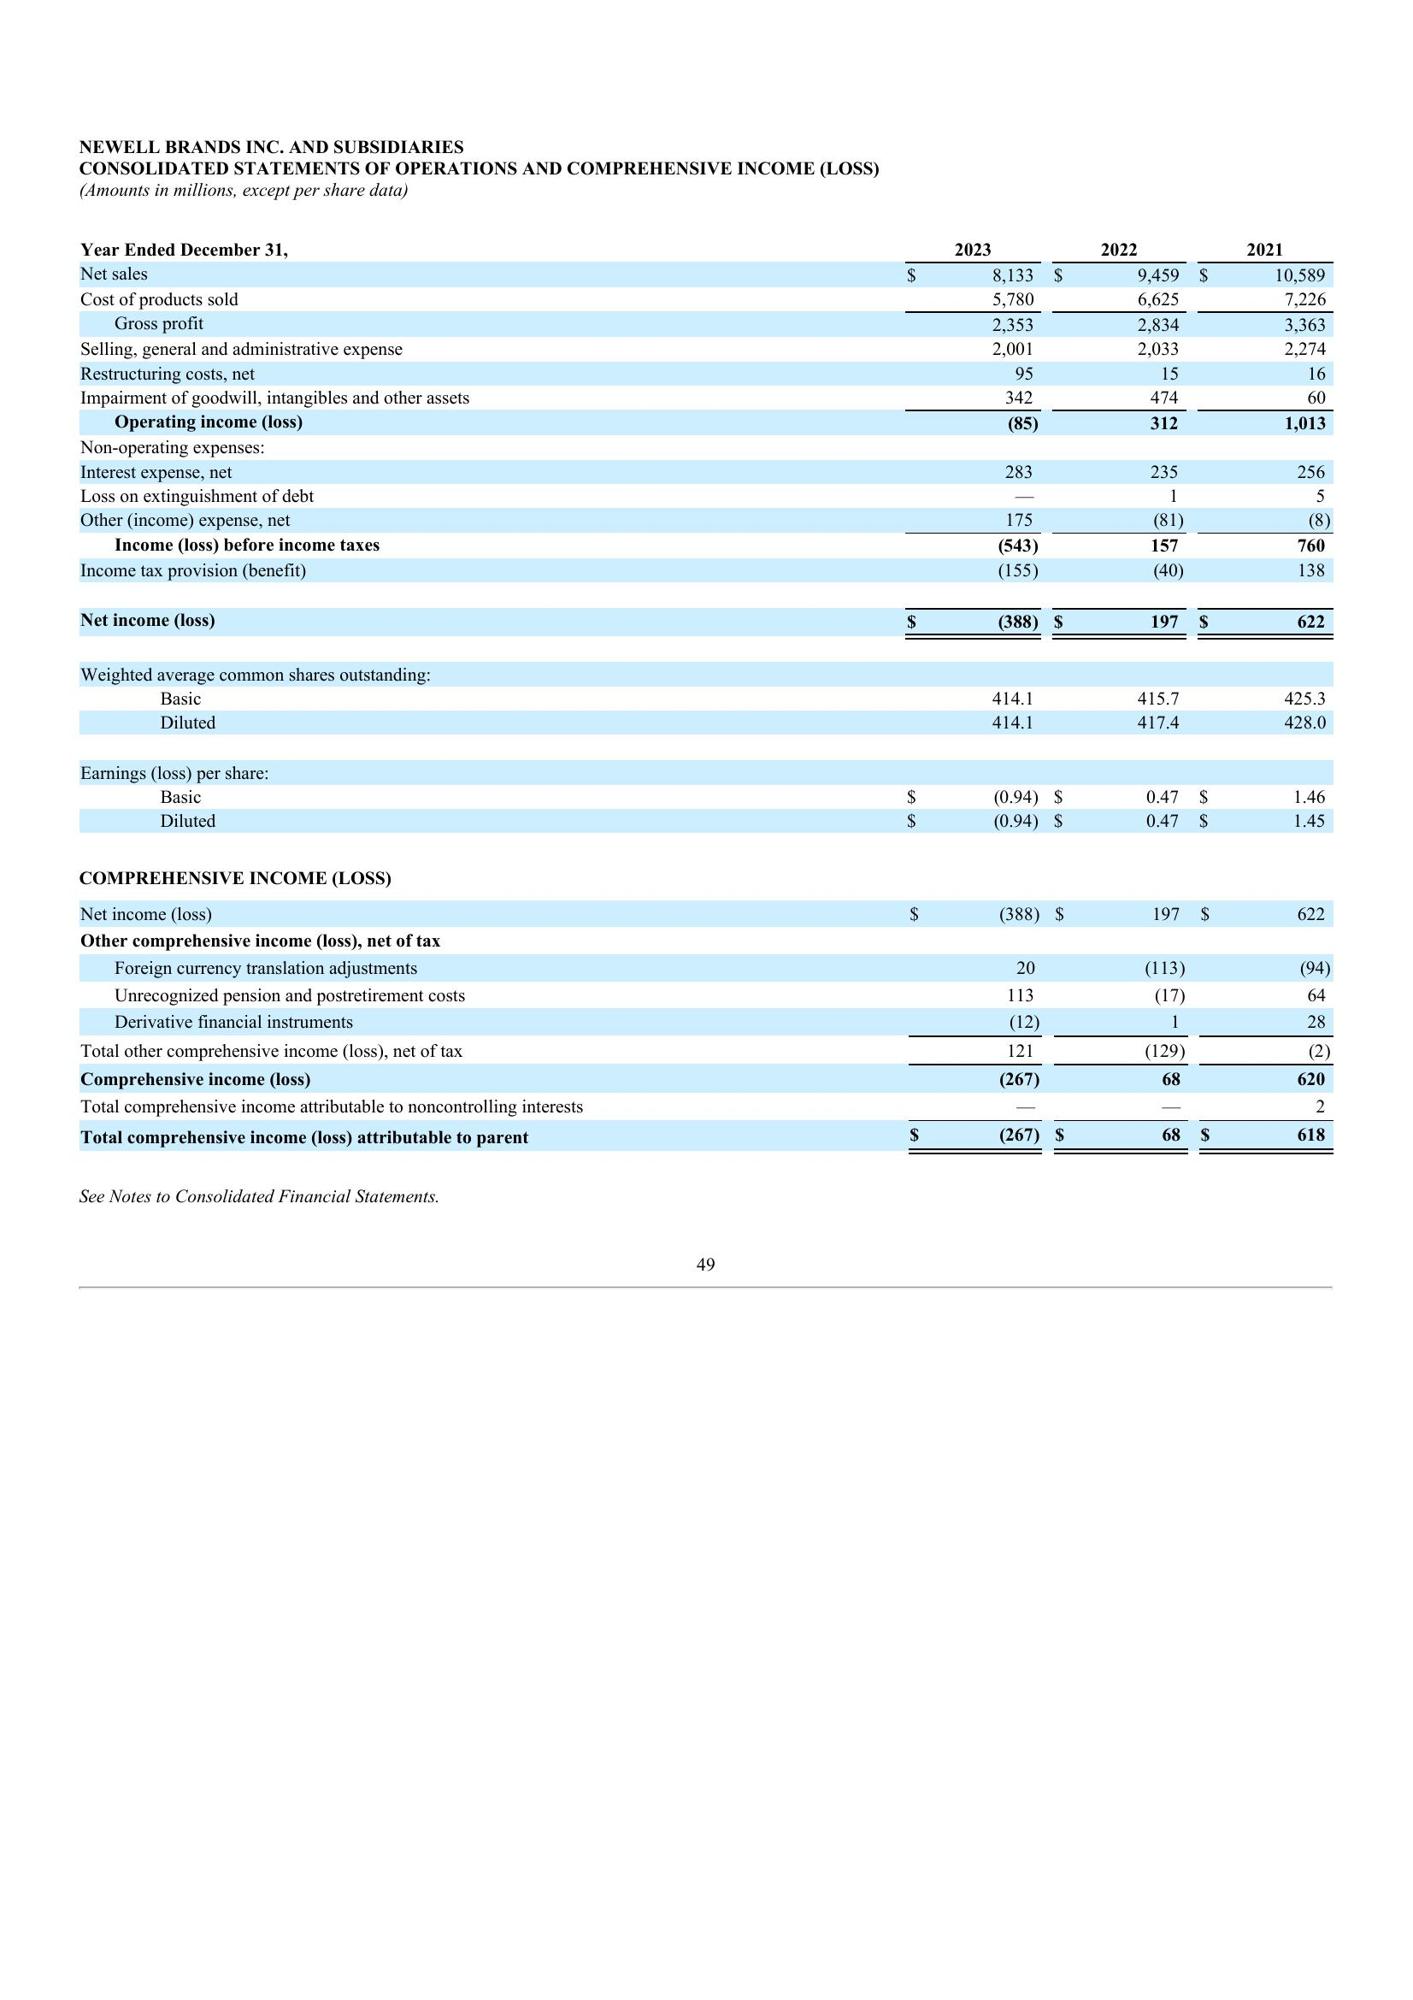 NEWELL BRANDS INC. AND SUBSIDIARIES
CONSOLIDATED STATEMENTS OF OPERATIONS AND COMPREHENSIVE INCOME (LOSS)
(Amounts in millions, except per share data)
Year Ended December 31, 2023 2022 2021
Net sales $ 8,133 $ 9,459 $ 10,589
Cost of products sold 5,780 6,625 7,226
Gross profit 2,353 2,834 3,363
Selling, general and administrative expense 2,001 2,033 2,274
Restructuring costs, net 95 15 16
Impairment of goodwill, intangibles and other assets 342 474 60
Operating income (loss) (85) 312 1,013
Non-operating expenses:
Interest expense, net 283 235 256
Loss on extinguishment of debt — 1 5
Other (income) expense, net 175 (81) (8)
Income (loss) before income taxes (543) 157 760
Income tax provision (benefit) (155) (40) 138
Net income (loss) $ (388) $ 197 $ 622
Weighted average common shares outstanding:
Basic 414.1 415.7 425.3
Diluted 414.1 417.4 428.0
Earnings (loss) per share:
Basic $ (0.94) $ 0.47 $ 1.46
Diluted $ (0.94) $ 0.47 $ 1.45
COMPREHENSIVE INCOME (LOSS)
Net income (loss) $ (388) $ 197 $ 622
Other comprehensive income (loss), net of tax
Foreign currency translation adjustments 20 (113) (94)
Unrecognized pension and postretirement costs 113 (17) 64
Derivative financial instruments (12) 1 28
Total other comprehensive income (loss), net of tax 121 (129) (2)
Comprehensive income (loss) (267) 68 620
Total comprehensive income attributable to noncontrolling interests — — 2
Total comprehensive income (loss) attributable to parent $ (267) $ 68 $ 618
See Notes to Consolidated Financial Statements.
49